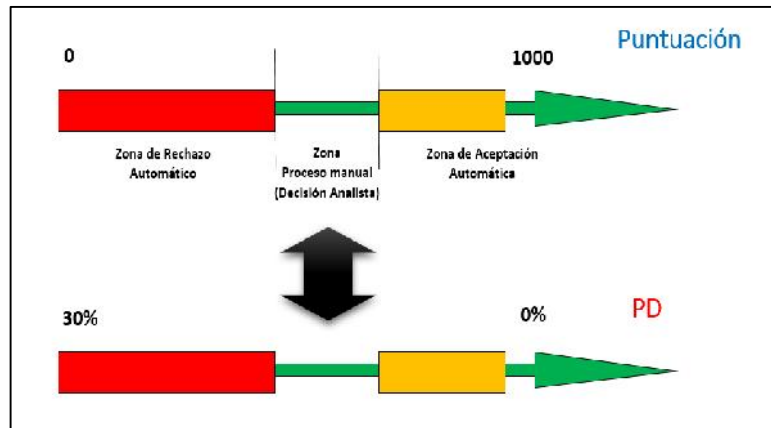 0
1000
Puntuación
Zona de Rechazo
Automático
Zona
Proceso manual
(Decisión Analista)
Zona de Aceptación
Automática
30%
0%
PD